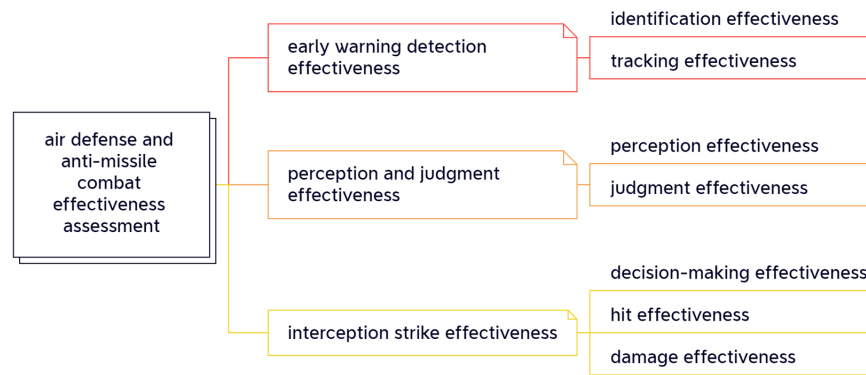 air defense and
anti-missile
combat
effectiveness
assessment
early warning detection
effectiveness
identification effectiveness
tracking effectiveness
perception and judgment
effectiveness
perception effectiveness
judgment effectiveness
interception strike effectiveness
decision-making effectiveness
hit effectiveness
damage effectiveness